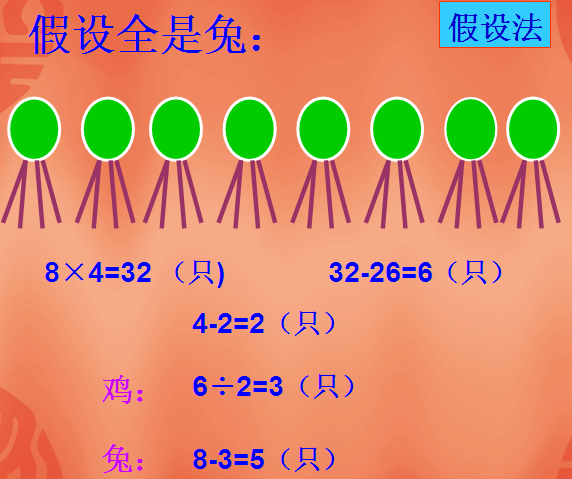 假设全是兔：
假设法
8×4=32 （只)
32-26=6（只）
4-2=2（只）
鸡： 6÷2=3（只）
兔： 8-3=5（只）